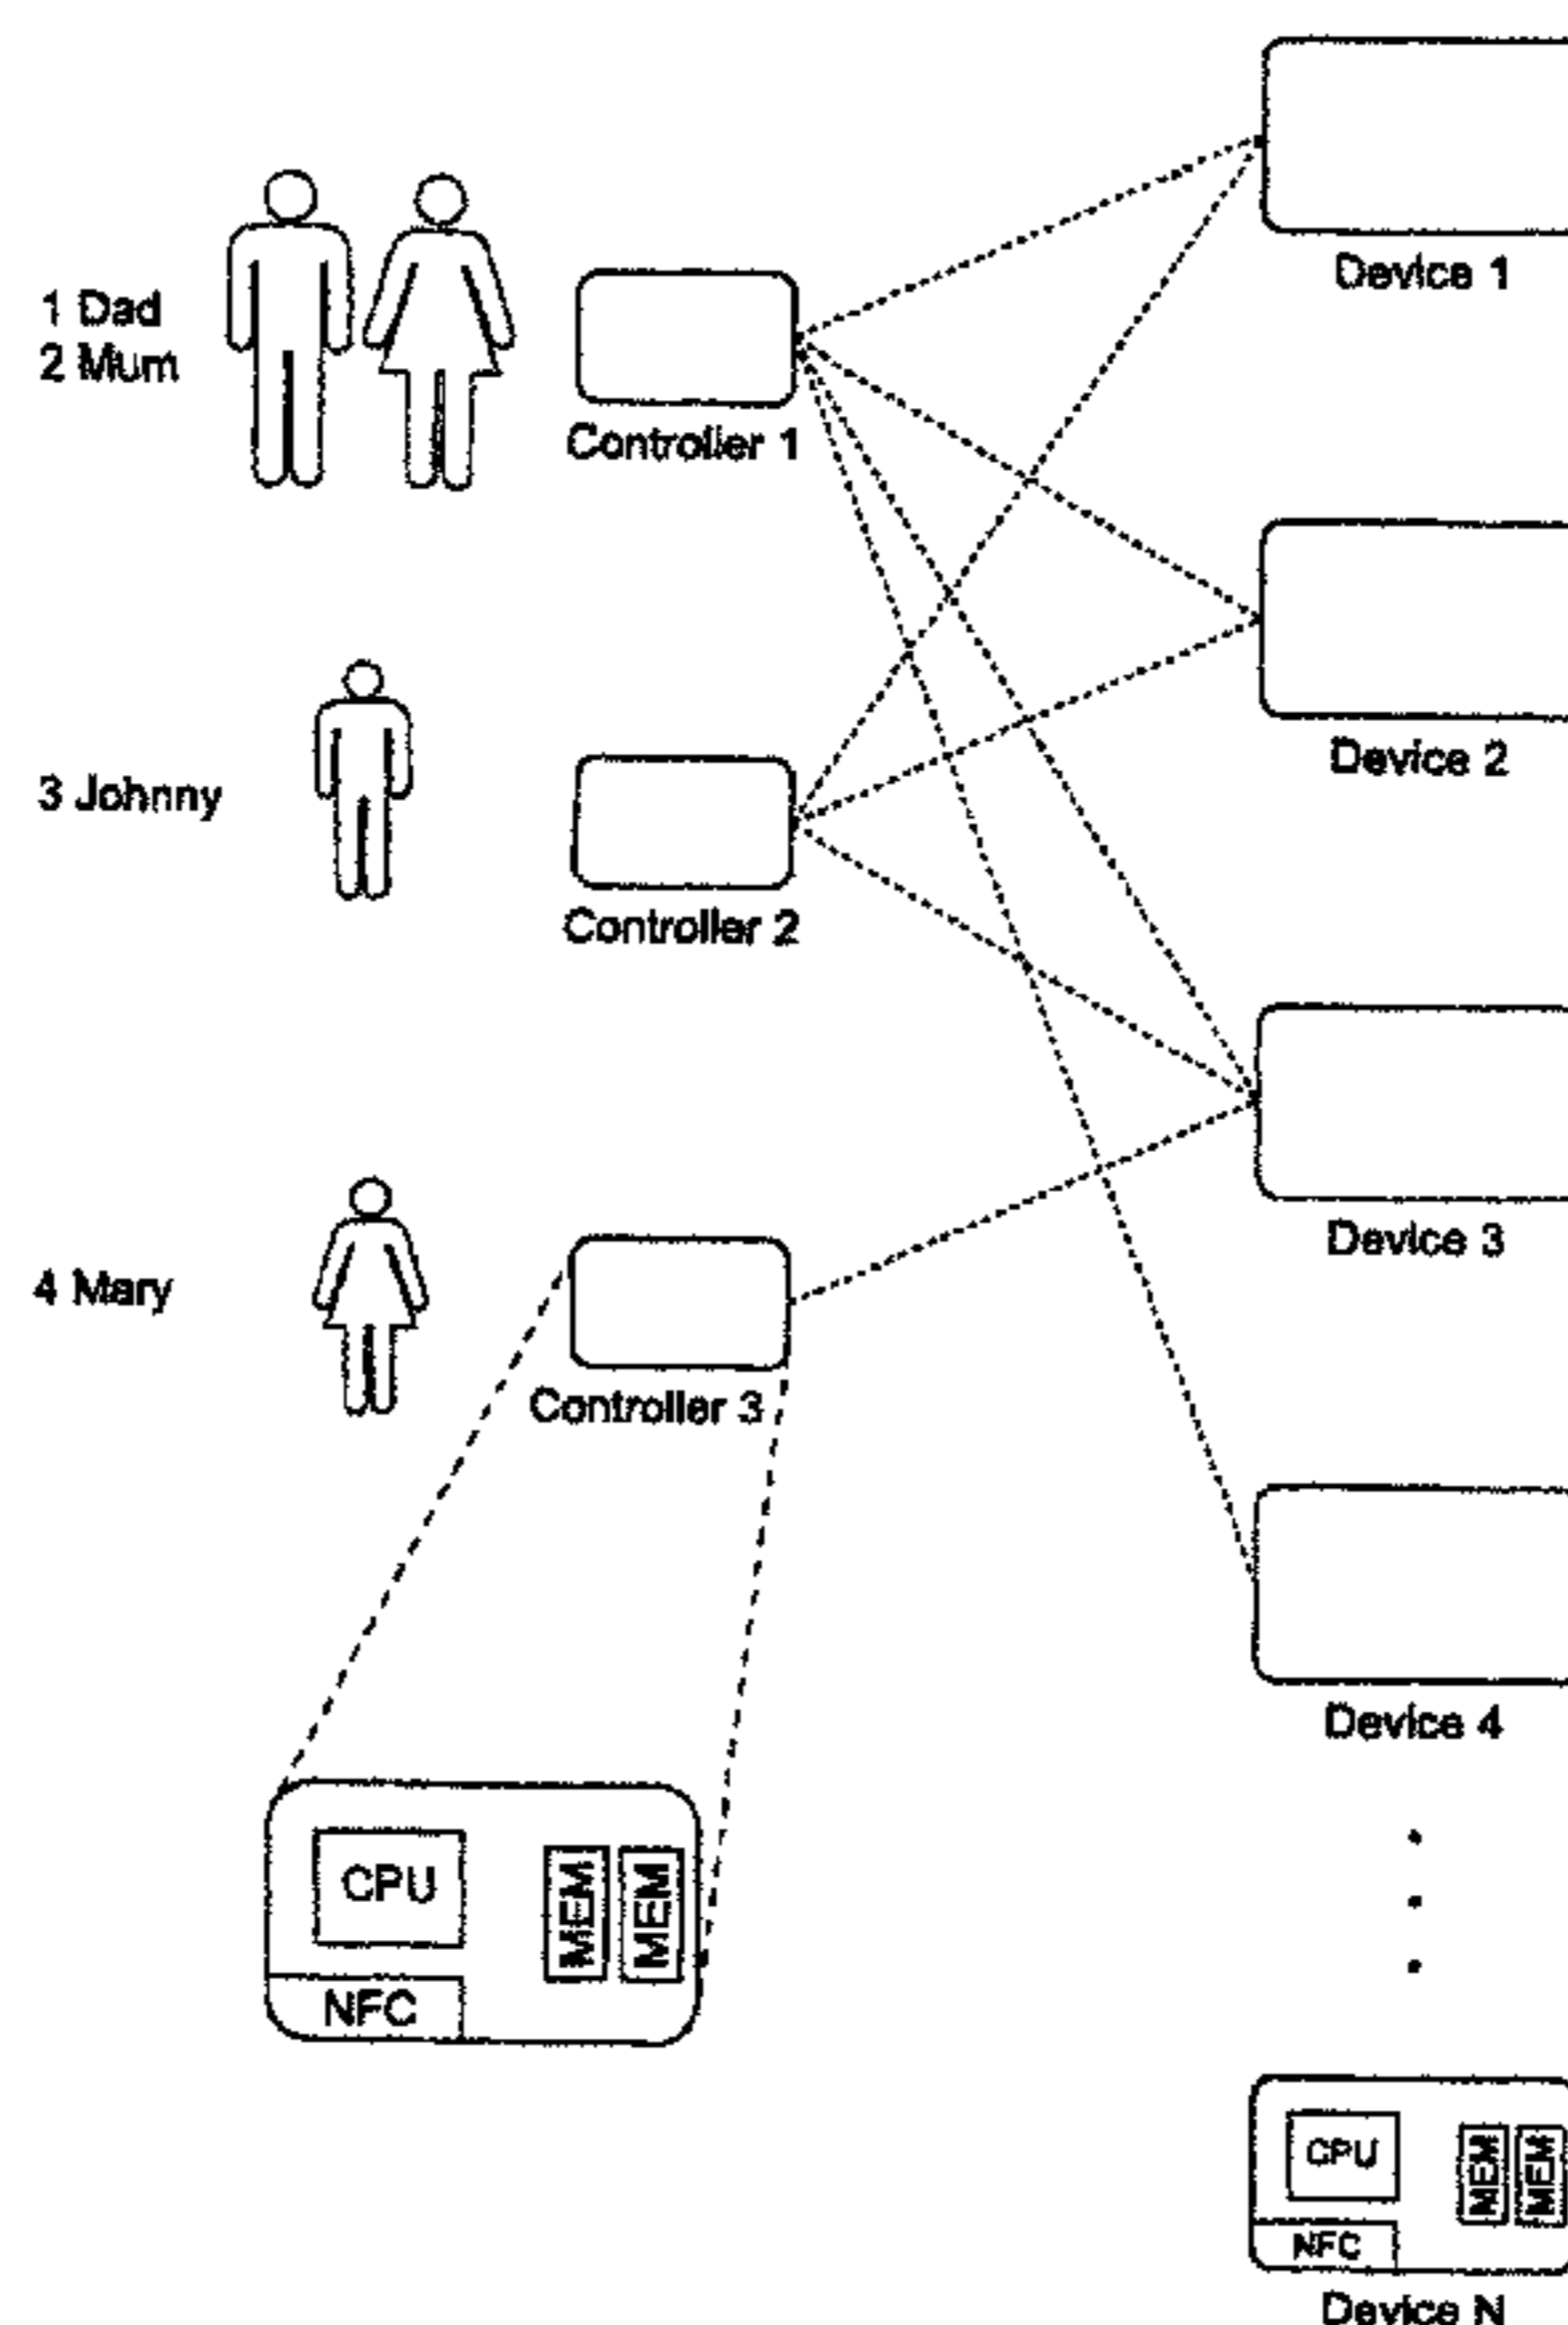 Device 1
1 Dad
2 Mum
Controller 1
Device 2
3 Johnny
Controller 2
Device 3
4 Mary
Controller 3
Device 4
CPU
MEM
MEM
NFC
CPU
MEM
MEM
NFC
Device N